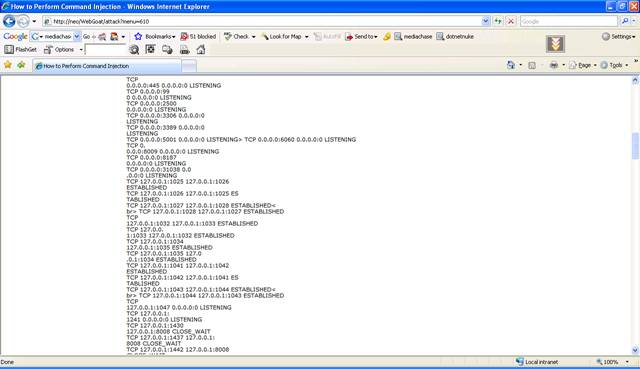 How to Perform Command Injection - Windows Internet Explorer
http://neo/WebGoat/attack?menu=610
Google
Google mediachas Go Bookmarks 51 blocked Check Look for Map AutoFill Send to mediachase dotnetnuke Settings
FlashGet Options
How to Perform Command Injection Page Tools
TCP
0.0.0.0:445 0.0.0.0:0 LISTENING
TCP 0.0.0.0:99
0 0.0.0.0:0 LISTENING
TCP 0.0.0.0:2500
0.0.0.0:0 LISTENING
TCP 0.0.0.0:3306 0.0.0.0:0
LISTENING
TCP 0.0.0.0:3389 0.0.0.0:0
LISTENING
TCP 0.0.0.0:5001 0.0.0.0:0 LISTENING> TCP 0.0.0.0:6060 0.0.0.0:0 LISTENING
TCP 0.
0.0.0:8009 0.0.0.0:0 LISTENING
TCP 0.0.0.0:8187
0.0.0.0:0 LISTENING
TCP 0.0.0.0:31038 0.0
.0.0:0 LISTENING
TCP 127.0.0.1:1025 127.0.0.1:1026
ESTABLISHED
TCP 127.0.0.1:1026 127.0.0.1:1025 ES
TABLISHED
TCP 127.0.0.1:1027 127.0.0.1:1028 ESTABLISHED<
br> TCP 127.0.0.1:1028 127.0.0.1:1027 ESTABLISHED
TCP
127.0.0.1:1032 127.0.0.1:1033 ESTABLISHED
TCP 127.0.0.
1:1033 127.0.0.1:1032 ESTABLISHED
TCP 127.0.0.1:1034
127.0.0.1:1035 ESTABLISHED
TCP 127.0.0.1:1035 127.0
.0.1:1034 ESTABLISHED
TCP 127.0.0.1:1041 127.0.0.1:1042
ESTABLISHED
TCP 127.0.0.1:1042 127.0.0.1:1041 ES
TABLISHED
TCP 127.0.0.1:1043 127.0.0.1:1044 ESTABLISHED<
br> TCP 127.0.0.1:1044 127.0.0.1:1043 ESTABLISHED
TCP
127.0.0.1:1047 0.0.0.0:0 LISTENING
TCP 127.0.0.1:
1241 0.0.0.0:0 LISTENING
TCP 127.0.0.1:1430
127.0.0.1:8008 CLOSE_WAIT
TCP 127.0.0.1:1437 127.0.0.1:
8008 CLOSE_WAIT
TCP 127.0.0.1:1442 127.0.0.1:8008
CLOSE_WAIT
Done Local intranet 100%